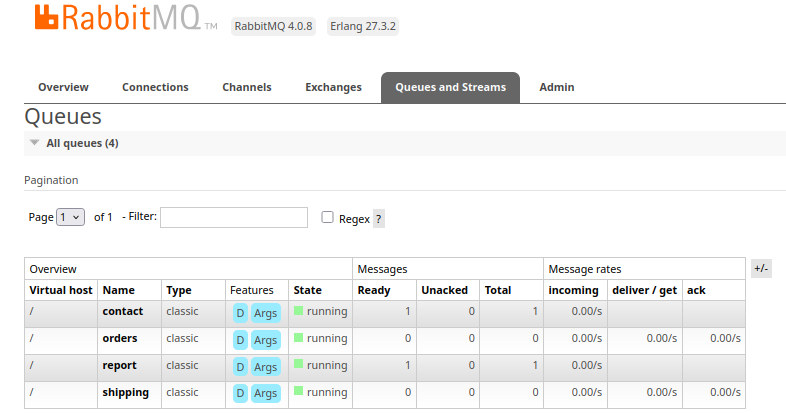 RabbitMQ TM RabbitMQ 4.0.8 Erlang 27.3.2
Overview Connections Channels Exchanges Queues and Streams Admin
Queues
All queues (4)
Pagination
Page 1 of 1 - Filter: Regex ?
Overview Messages Message rates +/-
Virtual host Name Type Features State Ready Unacked Total incoming deliver / get ack
/ contact classic D Args running 1 0 1 0.00/s
/ orders classic D Args running 0 0 0 0.00/s 0.00/s 0.00/s
/ report classic D Args running 1 0 1 0.00/s
/ shipping classic D Args running 0 0 0 0.00/s 0.00/s 0.00/s